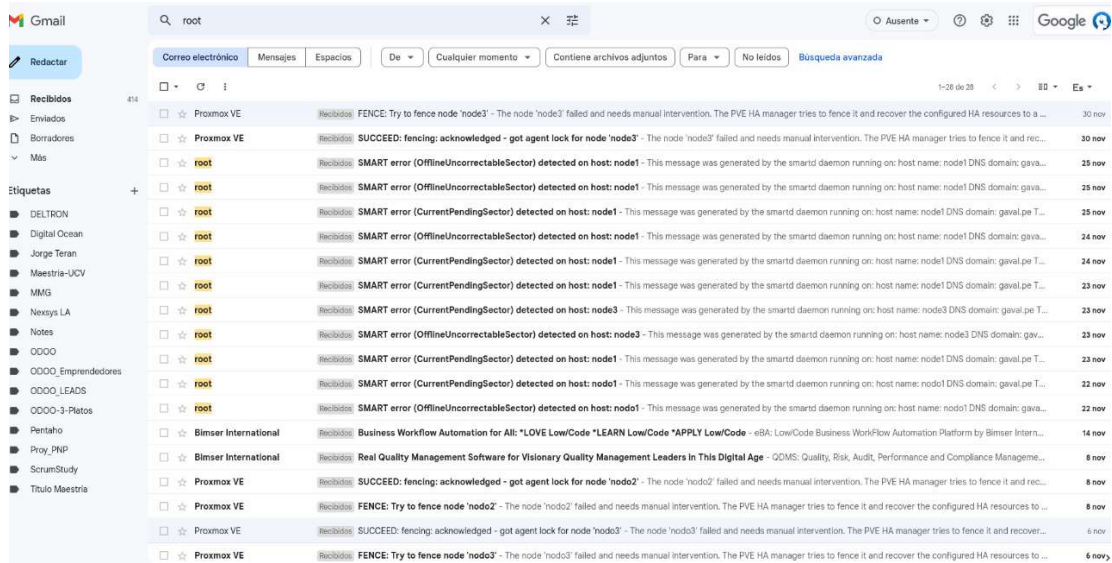 Gmail
root
Ausente
Google
Redactar
Correo electrónico Mensajes Espacios De Cualquier momento Contiene archivos adjuntos Para No leídos Búsqueda avanzada
1–28 de 28 Es
Recibidos 414
Enviados
Borradores
Más
Etiquetas +
DELTRON
Digital Ocean
Jorge Teran
Maestria-UCV
MMG
Nexsys LA
Notes
ODOO
ODOO_Emprendedores
ODOO_LEADS
ODOO-3-Platos
Pentaho
Proy_PNP
ScrumStudy
Titulo Maestría
Proxmox VE Recibidos FENCE: Try to fence node 'node3' - The node 'node3' failed and needs manual intervention. The PVE HA manager tries to fence it and recover the configured HA resources to a ... 30 nov
Proxmox VE Recibidos SUCCEED: fencing: acknowledged - got agent lock for node 'node3' - The node 'node3' failed and needs manual intervention. The PVE HA manager tries to fence it and rec... 30 nov
root Recibidos SMART error (OfflineUncorrectableSector) detected on host: node1 - This message was generated by the smartd daemon running on: host name: node1 DNS domain: gava... 25 nov
root Recibidos SMART error (OfflineUncorrectableSector) detected on host: node1 - This message was generated by the smartd daemon running on: host name: node1 DNS domain: gava... 25 nov
root Recibidos SMART error (CurrentPendingSector) detected on host: node1 - This message was generated by the smartd daemon running on: host name: node1 DNS domain: gaval.pe T... 25 nov
root Recibidos SMART error (OfflineUncorrectableSector) detected on host: node1 - This message was generated by the smartd daemon running on: host name: node1 DNS domain: gava... 24 nov
root Recibidos SMART error (CurrentPendingSector) detected on host: node1 - This message was generated by the smartd daemon running on: host name: node1 DNS domain: gaval.pe T... 24 nov
root Recibidos SMART error (CurrentPendingSector) detected on host: node1 - This message was generated by the smartd daemon running on: host name: node1 DNS domain: gaval.pe T... 23 nov
root Recibidos SMART error (CurrentPendingSector) detected on host: node3 - This message was generated by the smartd daemon running on: host name: node3 DNS domain: gaval.pe T... 23 nov
root Recibidos SMART error (OfflineUncorrectableSector) detected on host: node3 - This message was generated by the smartd daemon running on: host name: node3 DNS domain: gav... 23 nov
root Recibidos SMART error (CurrentPendingSector) detected on host: node1 - This message was generated by the smartd daemon running on: host name: node1 DNS domain: gaval.pe T... 23 nov
root Recibidos SMART error (CurrentPendingSector) detected on host: nodo1 - This message was generated by the smartd daemon running on: host name: nodo1 DNS domain: gaval.pe T... 22 nov
root Recibidos SMART error (OfflineUncorrectableSector) detected on host: nodo1 - This message was generated by the smartd daemon running on: host name: nodo1 DNS domain: gava... 22 nov
Bimser International Recibidos Business Workflow Automation for All: *LOVE Low/Code *LEARN Low/Code *APPLY Low/Code - eBA: Low/Code Business WorkFlow Automation Platform by Bimser Intern... 14 nov
Bimser International Recibidos Real Quality Management Software for Visionary Quality Management Leaders in This Digital Age - QDMS: Quality, Risk, Audit, Performance and Compliance Manageme... 8 nov
Proxmox VE Recibidos SUCCEED: fencing: acknowledged - got agent lock for node 'nodo2' - The node 'nodo2' failed and needs manual intervention. The PVE HA manager tries to fence it and rec... 8 nov
Proxmox VE Recibidos FENCE: Try to fence node 'nodo2' - The node 'nodo2' failed and needs manual intervention. The PVE HA manager tries to fence it and recover the configured HA resources to ... 8 nov
Proxmox VE Recibidos SUCCEED: fencing: acknowledged - got agent lock for node 'nodo3' - The node 'nodo3' failed and needs manual intervention. The PVE HA manager tries to fence it and recover... 6 nov
Proxmox VE Recibidos FENCE: Try to fence node 'nodo3' - The node 'nodo3' failed and needs manual intervention. The PVE HA manager tries to fence it and recover the configured HA resources to ... 6 nov